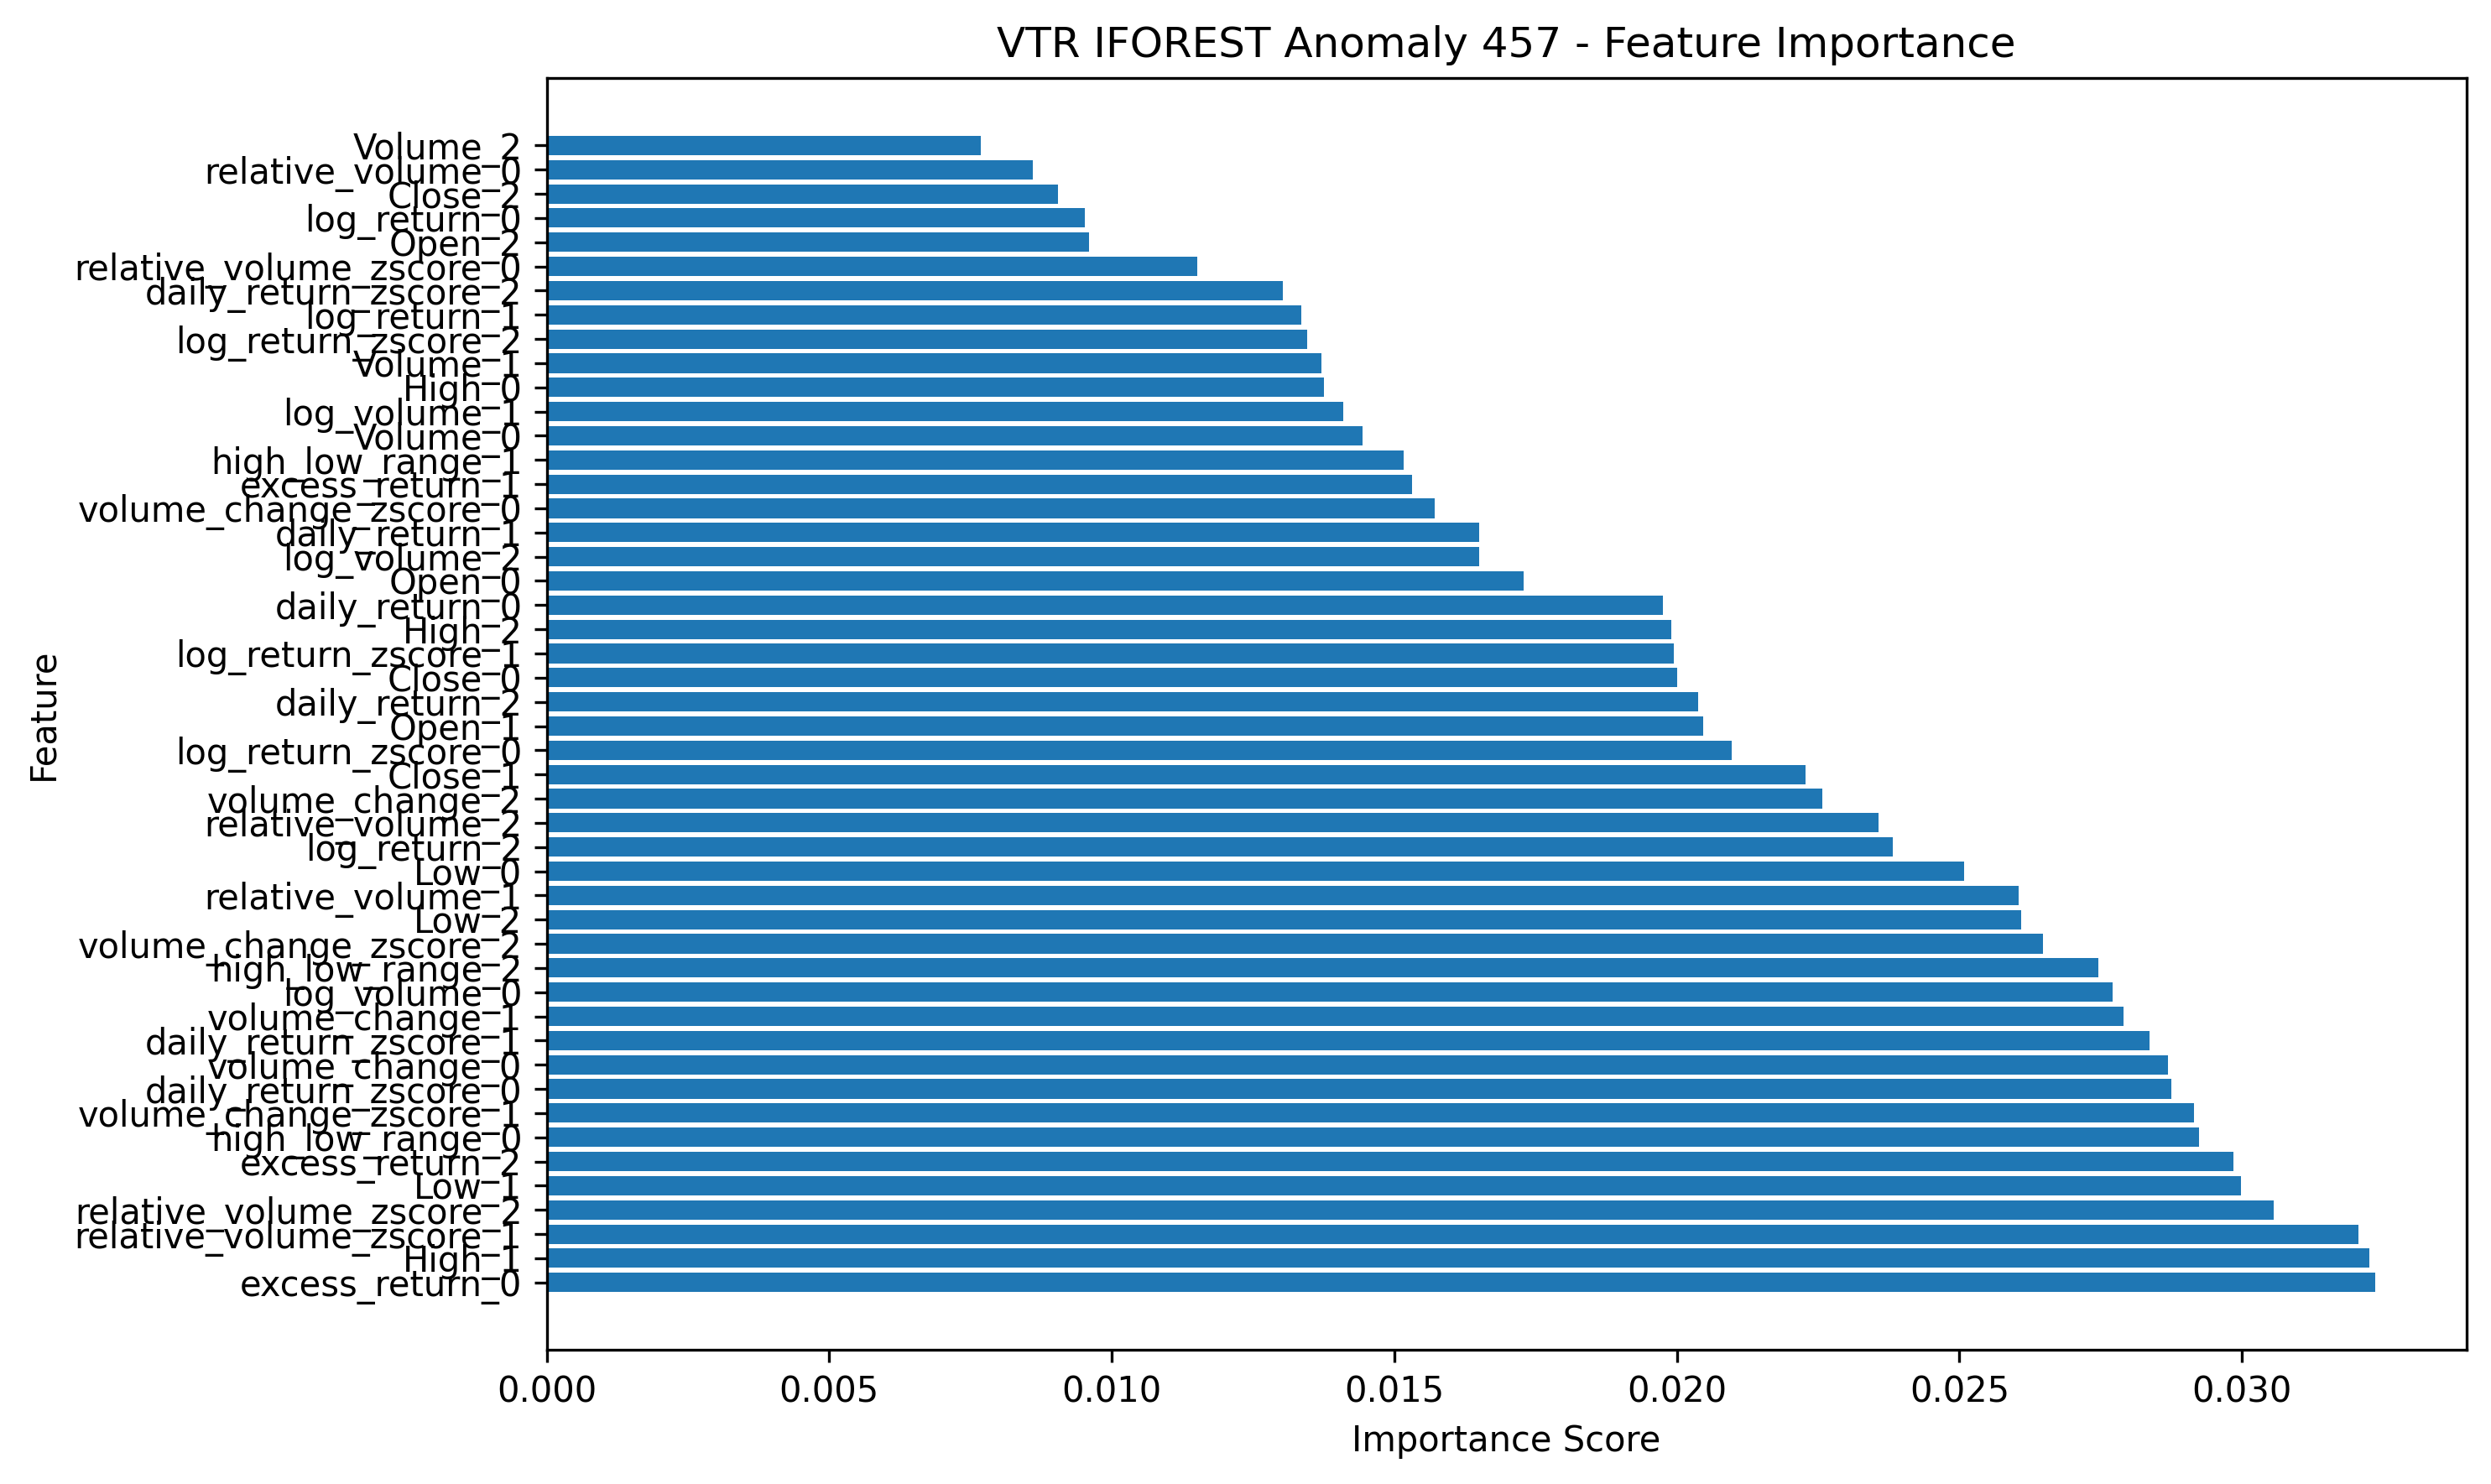 VTR IFOREST Anomaly 457 - Feature Importance
Volume_2
relative_volume_0
Close_2
log_return_0
Open_2
relative_volume_zscore_0
daily_return_zscore_2
log_return_1
log_return_zscore_2
Volume_1
High_0
log_volume_1
Volume_0
high_low_range_1
excess_return_1
volume_change_zscore_0
daily_return_1
log_volume_2
Open_0
daily_return_0
High_2
log_return_zscore_1
Close_0
daily_return_2
Open_1
log_return_zscore_0
Close_1
volume_change_2
relative_volume_2
log_return_2
Low_0
relative_volume_1
Low_2
volume_change_zscore_2
high_low_range_2
log_volume_0
volume_change_1
daily_return_zscore_1
volume_change_0
daily_return_zscore_0
volume_change_zscore_1
high_low_range_0
excess_return_2
Low_1
relative_volume_zscore_2
relative_volume_zscore_1
High_1
excess_return_0
Feature
0.000 0.005 0.010 0.015 0.020 0.025 0.030
Importance Score